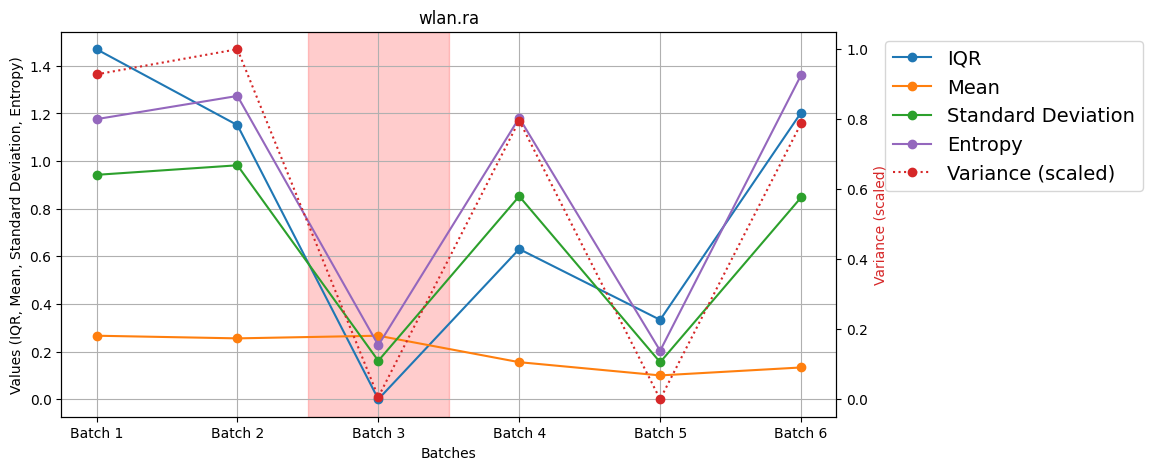 wlan.ra
Values (IQR, Mean, Standard Deviation, Entropy)
1.4
1.2
1.0
0.8
0.6
0.4
0.2
0.0
Batch 1 Batch 2 Batch 3 Batch 4 Batch 5 Batch 6
Batches
1.0
0.8
0.6
0.4
0.2
0.0
Variance (scaled)
IQR
Mean
Standard Deviation
Entropy
Variance (scaled)